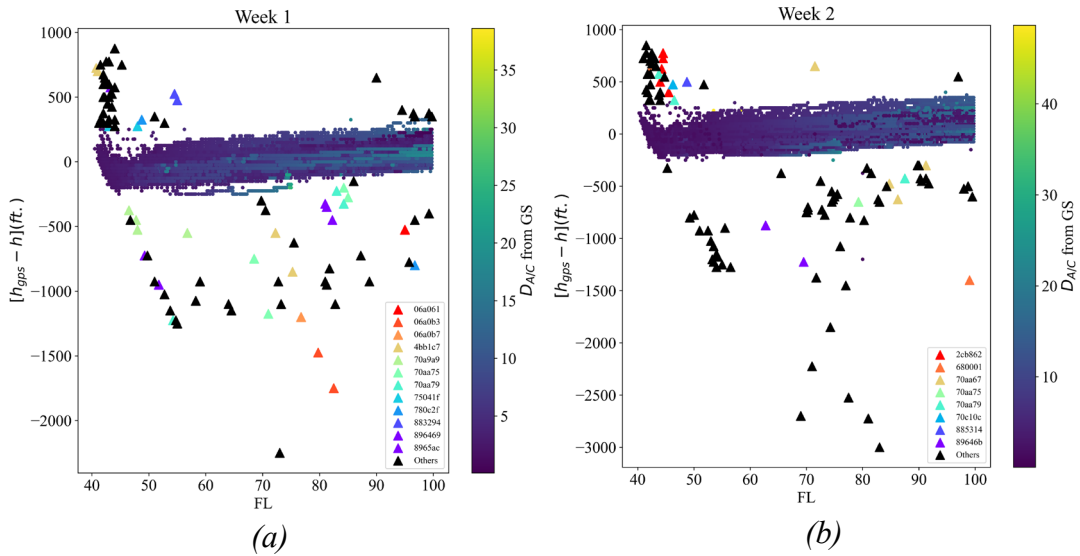 Week 1
1000
500
0
−500
−1000
−1500
−2000
[h_gps − h](ft.)
40
50
60
70
80
90
100
FL
06a061
06a0b3
06a0b7
4bb1c7
70a9a9
70aa75
70aa79
75041f
780c2f
883294
896469
8965ac
Others
35
30
25
20
15
10
5
D_A/C from GS
(a)
Week 2
1000
500
0
−500
−1000
−1500
−2000
−2500
−3000
[h_gps − h](ft.)
40
50
60
70
80
90
100
FL
2cb862
680001
70aa67
70aa75
70aa79
70c10c
885314
89646b
Others
40
30
20
10
D_A/C from GS
(b)